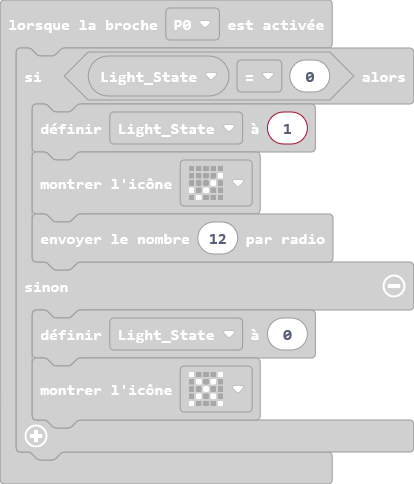 lorsque la broche P0 est activée
si Light_State = 0 alors
définir Light_State à 1
montrer l'icône
envoyer le nombre 12 par radio
sinon
définir Light_State à 0
montrer l'icône